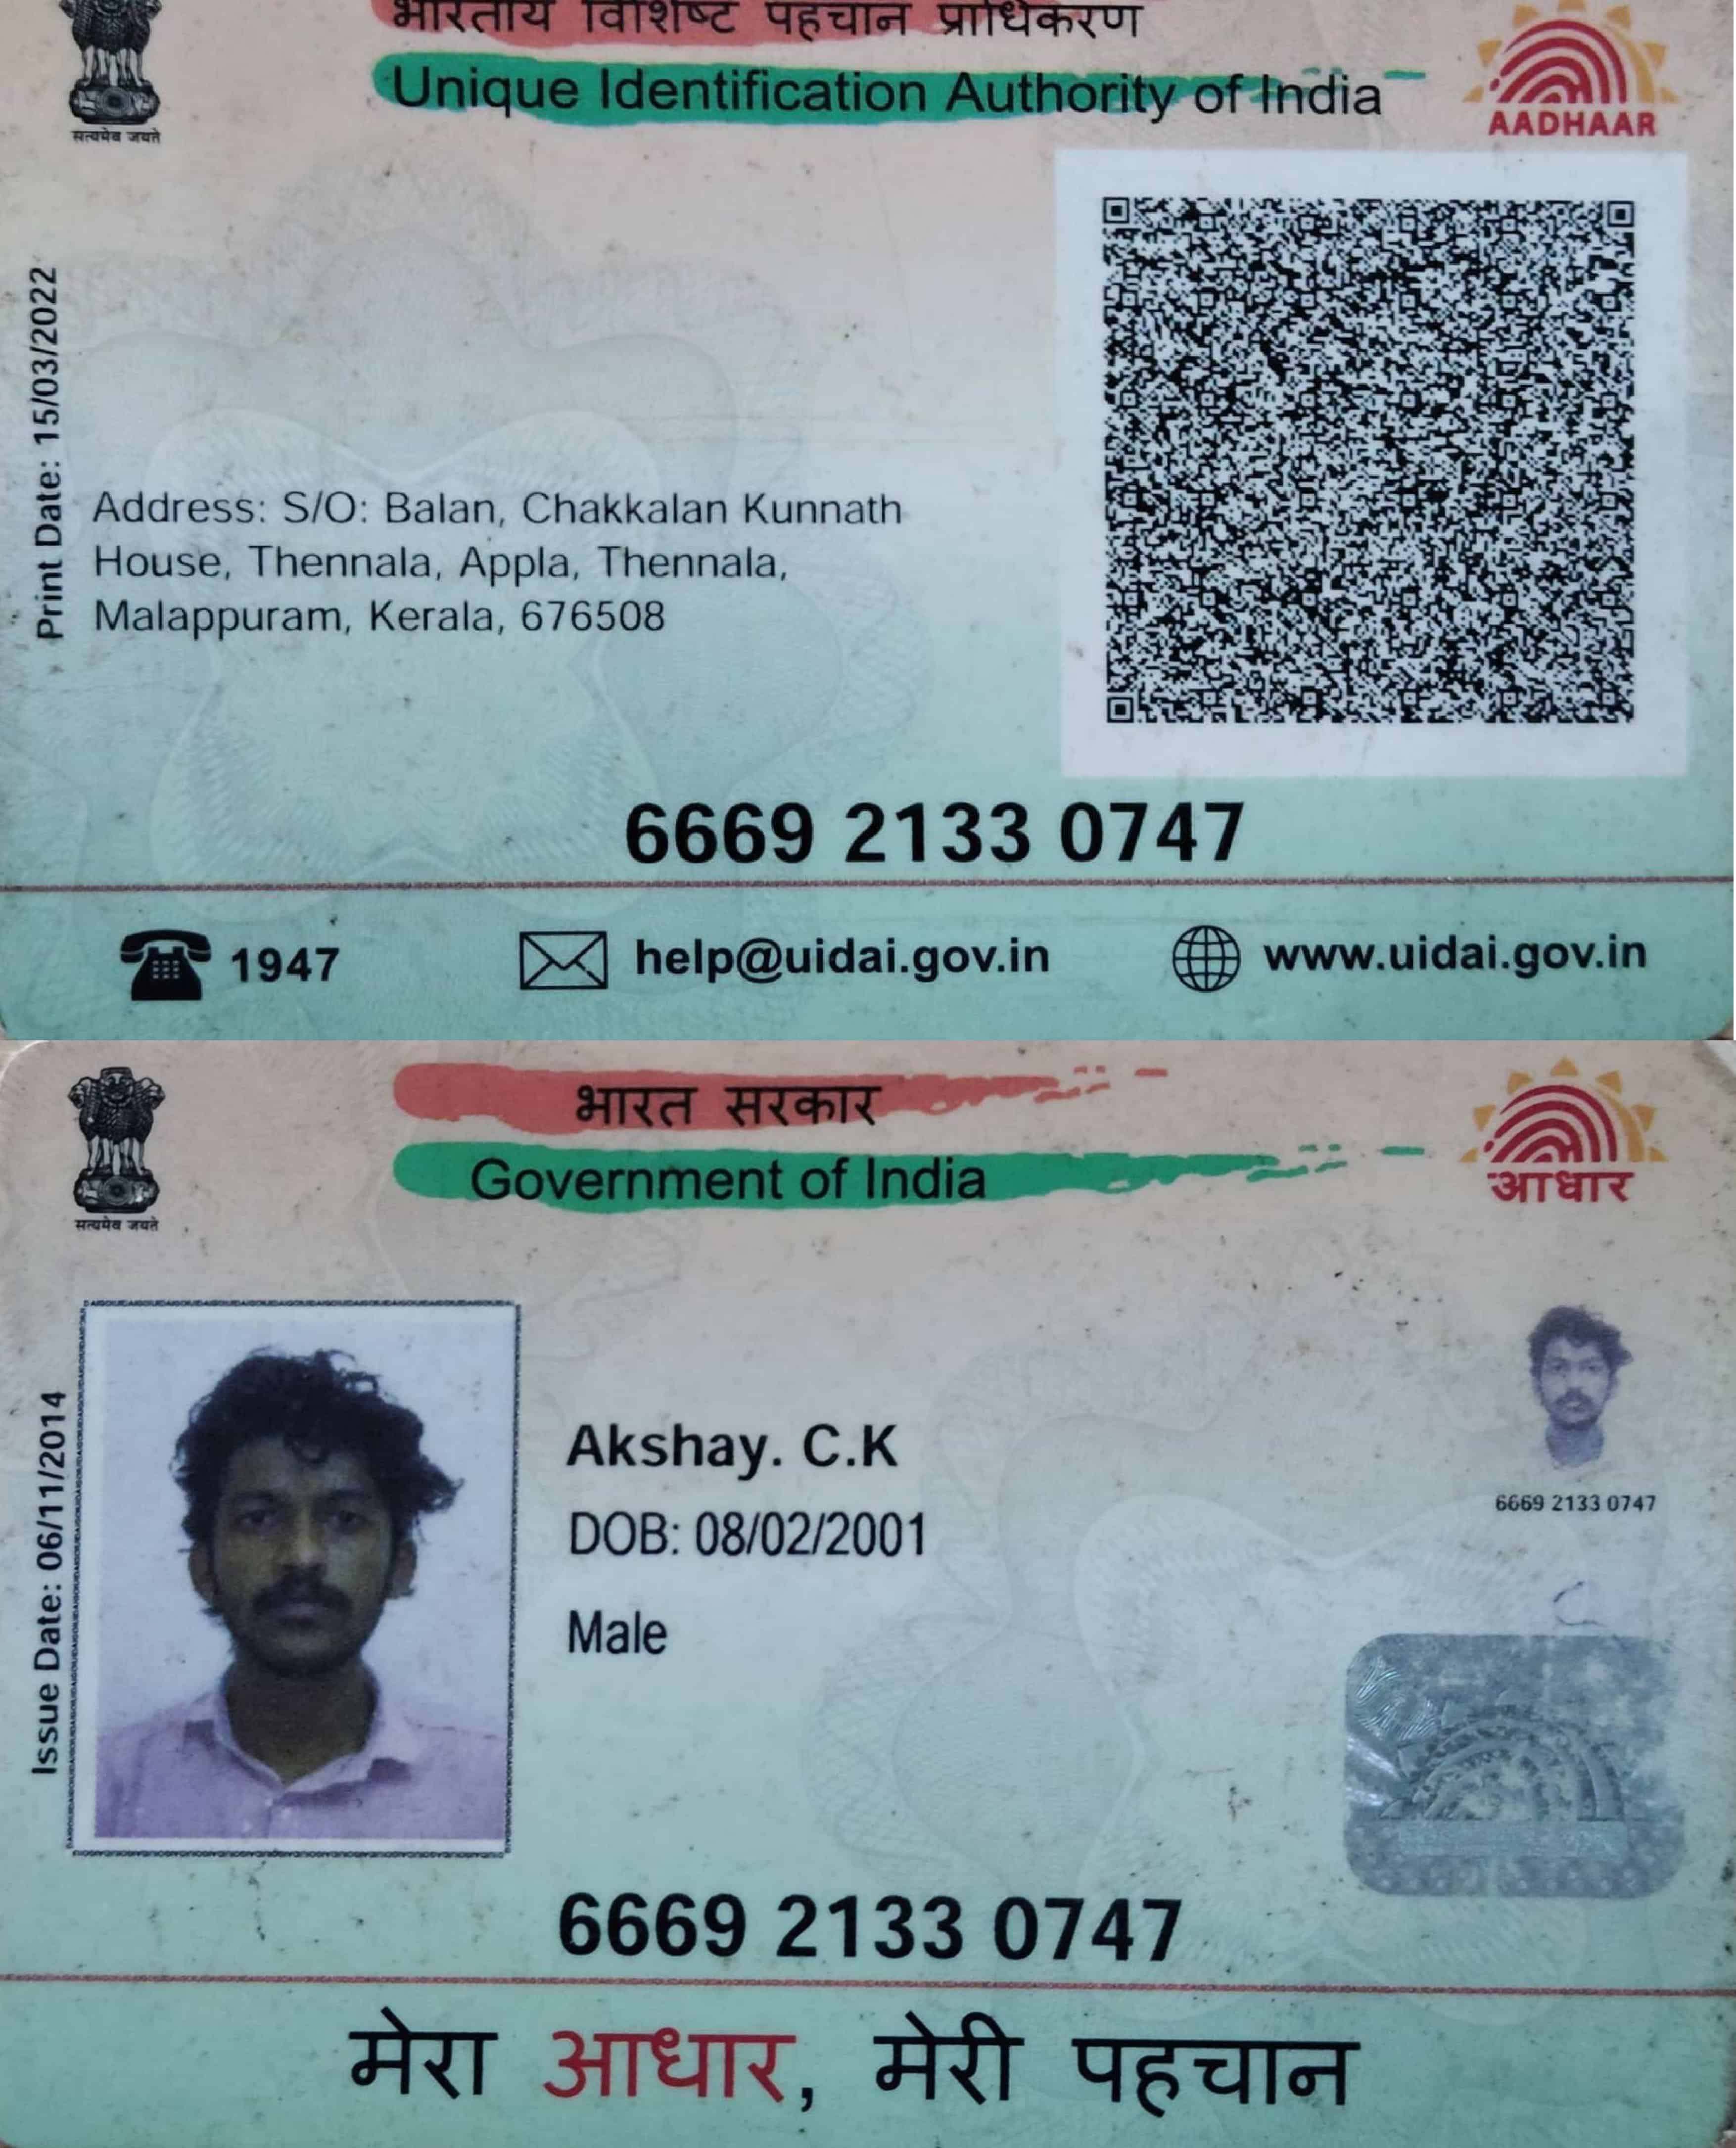 भारतीय विशिष्ट पहचान प्राधिकरण
Unique Identification Authority of India
सत्यमेव जयते
AADHAAR
Print Date: 15/03/2022
Address: S/O: Balan, Chakkalan Kunnath
House, Thennala, Appla, Thennala,
Malappuram, Kerala, 676508
6669 2133 0747
1947
help@uidai.gov.in
www.uidai.gov.in
भारत सरकार
Government of India
सत्यमेव जयते
आधार
Issue Date: 06/11/2014
Akshay. C.K
DOB: 08/02/2001
Male
6669 2133 0747
6669 2133 0747
मेरा आधार, मेरी पहचान